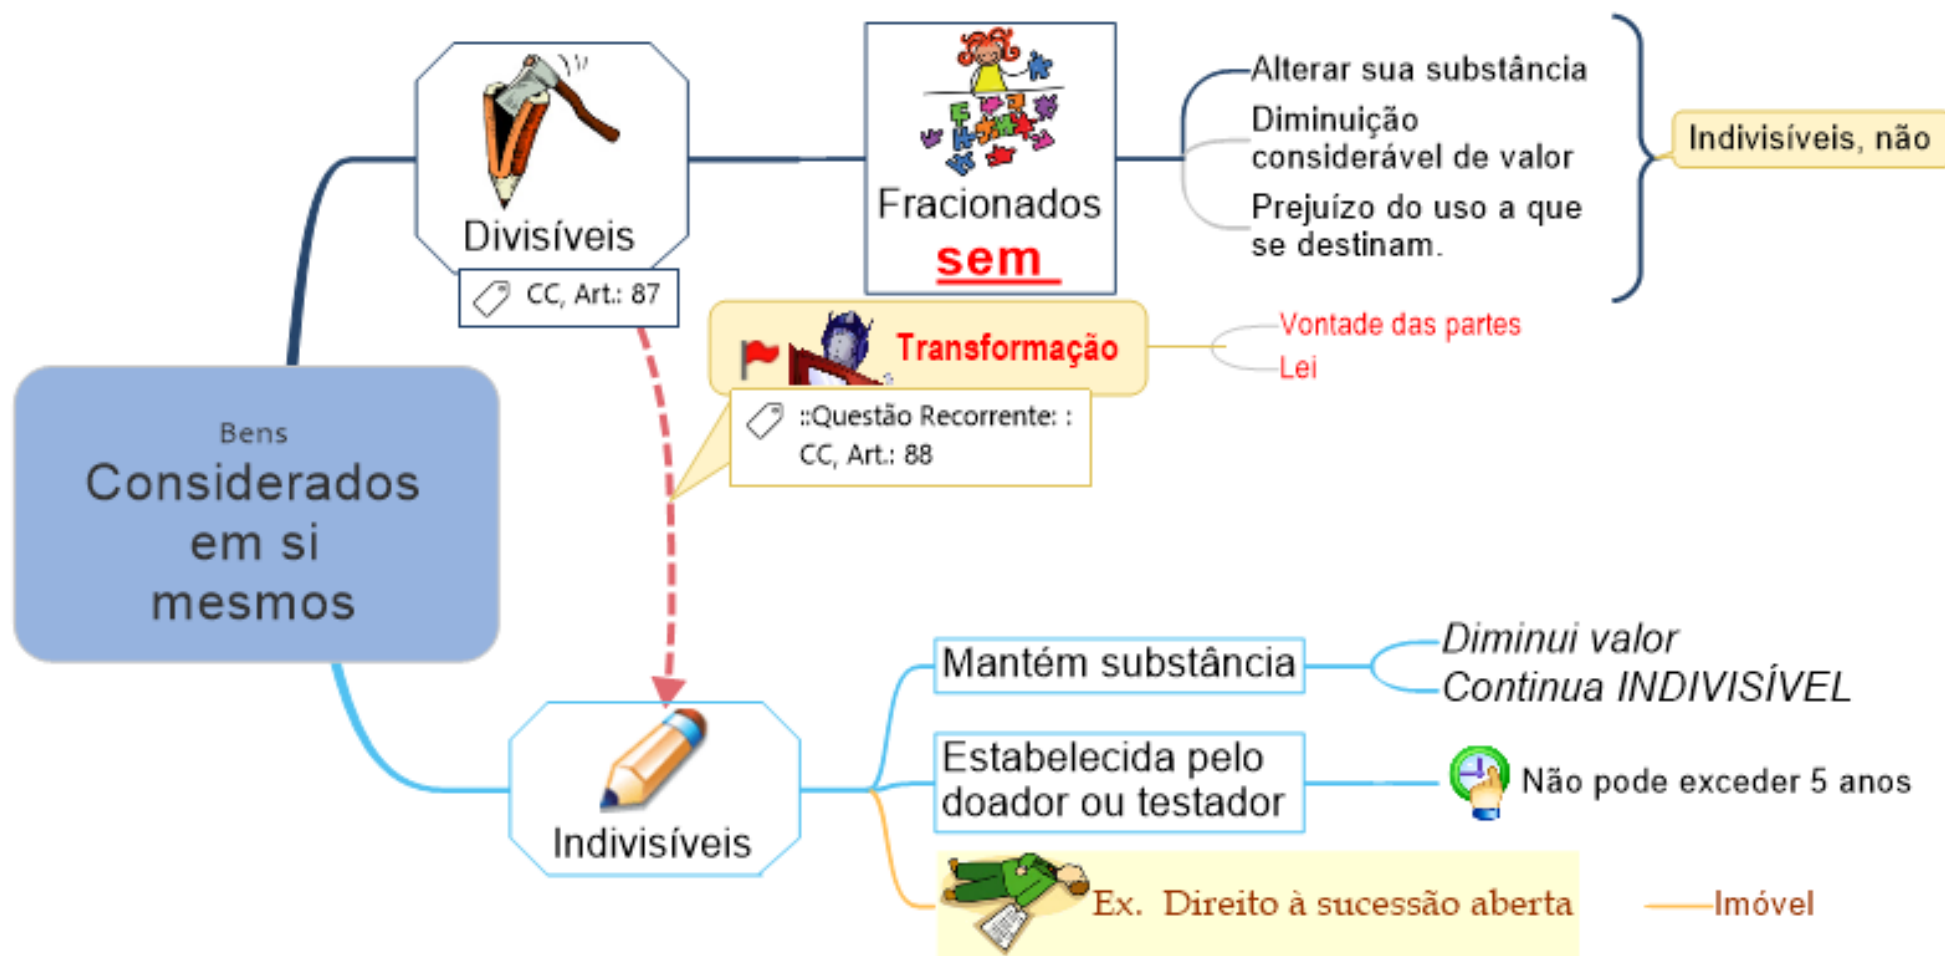 Bens
Considerados
em si
mesmos
Divisíveis
CC, Art.: 87
Fracionados
sem
Alterar sua substância
Diminuição
considerável de valor
Prejuízo do uso a que
se destinam.
Indivisíveis, não
Transformação
::Questão Recorrente: :
CC, Art.: 88
Vontade das partes
Lei
Indivisíveis
Mantém substância
Diminui valor
Continua INDIVISÍVEL
Estabelecida pelo
doador ou testador
Não pode exceder 5 anos
Ex. Direito à sucessão aberta
Imóvel